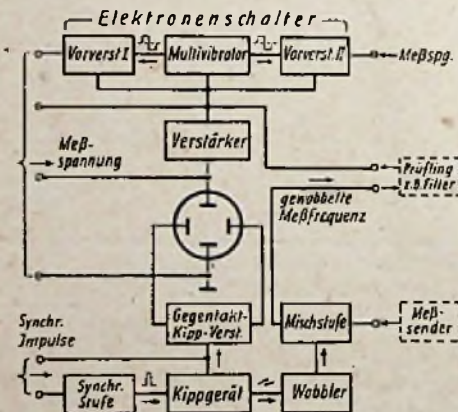 Elektronenschalter
Vorverst. I
Multivibrator
Vorverst. II
Meßspg.
Verstärker
Meß-
spannung
Prüfling
z.B. Filter
gewobbelte
Meßfrequenz
Gegentakt-
Kipp-Verst.
Mischstufe
Meß-
sender
Synchr.
Impulse
Synchr.
Stufe
Kippgerät
Wobbler